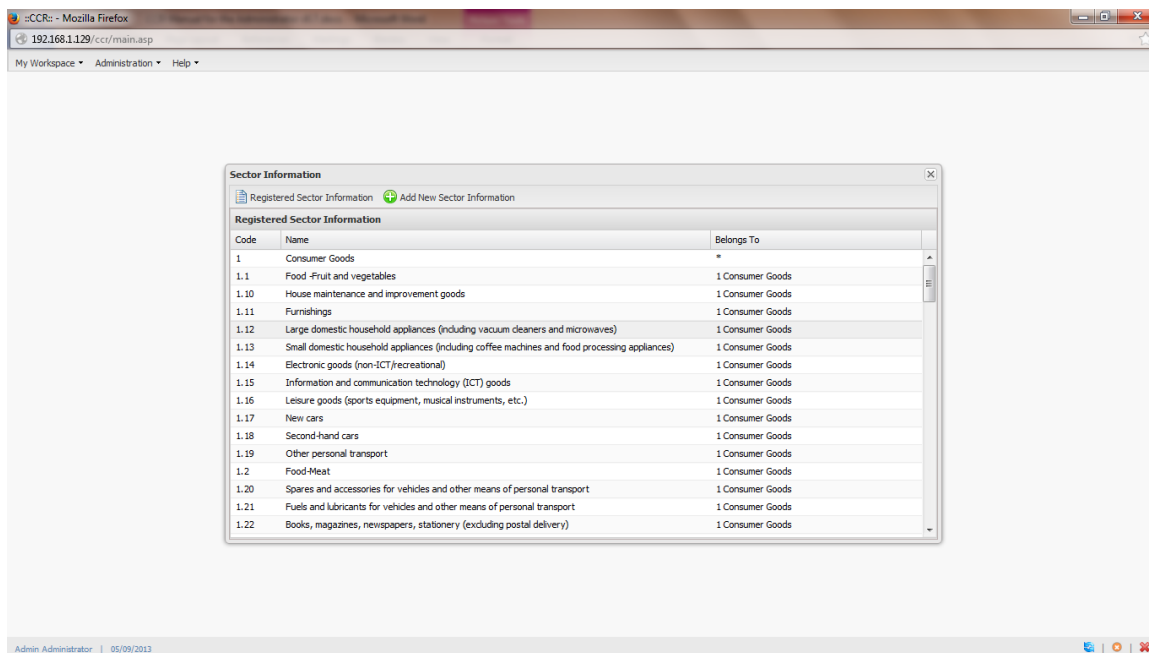 ::CCR:: - Mozilla Firefox
192.168.1.129/ccr/main.asp
My Workspace Administration Help
Sector Information
Registered Sector Information Add New Sector Information
Registered Sector Information
Code Name Belongs To
1 Consumer Goods *
1.1 Food -Fruit and vegetables 1 Consumer Goods
1.10 House maintenance and improvement goods 1 Consumer Goods
1.11 Furnishings 1 Consumer Goods
1.12 Large domestic household appliances (including vacuum cleaners and microwaves) 1 Consumer Goods
1.13 Small domestic household appliances (including coffee machines and food processing appliances) 1 Consumer Goods
1.14 Electronic goods (non-ICT/recreational) 1 Consumer Goods
1.15 Information and communication technology (ICT) goods 1 Consumer Goods
1.16 Leisure goods (sports equipment, musical instruments, etc.) 1 Consumer Goods
1.17 New cars 1 Consumer Goods
1.18 Second-hand cars 1 Consumer Goods
1.19 Other personal transport 1 Consumer Goods
1.2 Food-Meat 1 Consumer Goods
1.20 Spares and accessories for vehicles and other means of personal transport 1 Consumer Goods
1.21 Fuels and lubricants for vehicles and other means of personal transport 1 Consumer Goods
1.22 Books, magazines, newspapers, stationery (excluding postal delivery) 1 Consumer Goods
Admin Administrator | 05/09/2013